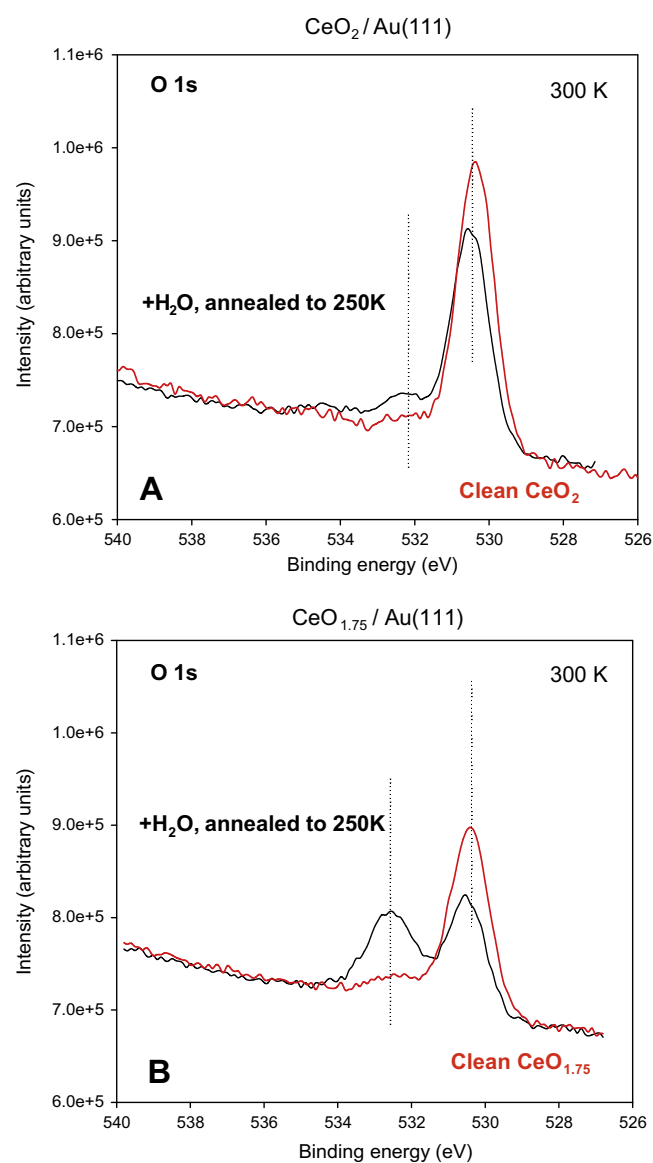 CeO₂ / Au(111)
1.1e+6
O 1s
300 K
1.0e+6
9.0e+5
+H₂O, annealed to 250K
8.0e+5
7.0e+5
A
Clean CeO₂
6.0e+5
540 538 536 534 532 530 528 526
Binding energy (eV)
Intensity (arbitrary units)
CeO₁.₇₅ / Au(111)
1.1e+6
O 1s
300 K
1.0e+6
9.0e+5
+H₂O, annealed to 250K
8.0e+5
7.0e+5
B
Clean CeO₁.₇₅
6.0e+5
540 538 536 534 532 530 528 526
Binding energy (eV)
Intensity (arbitrary units)